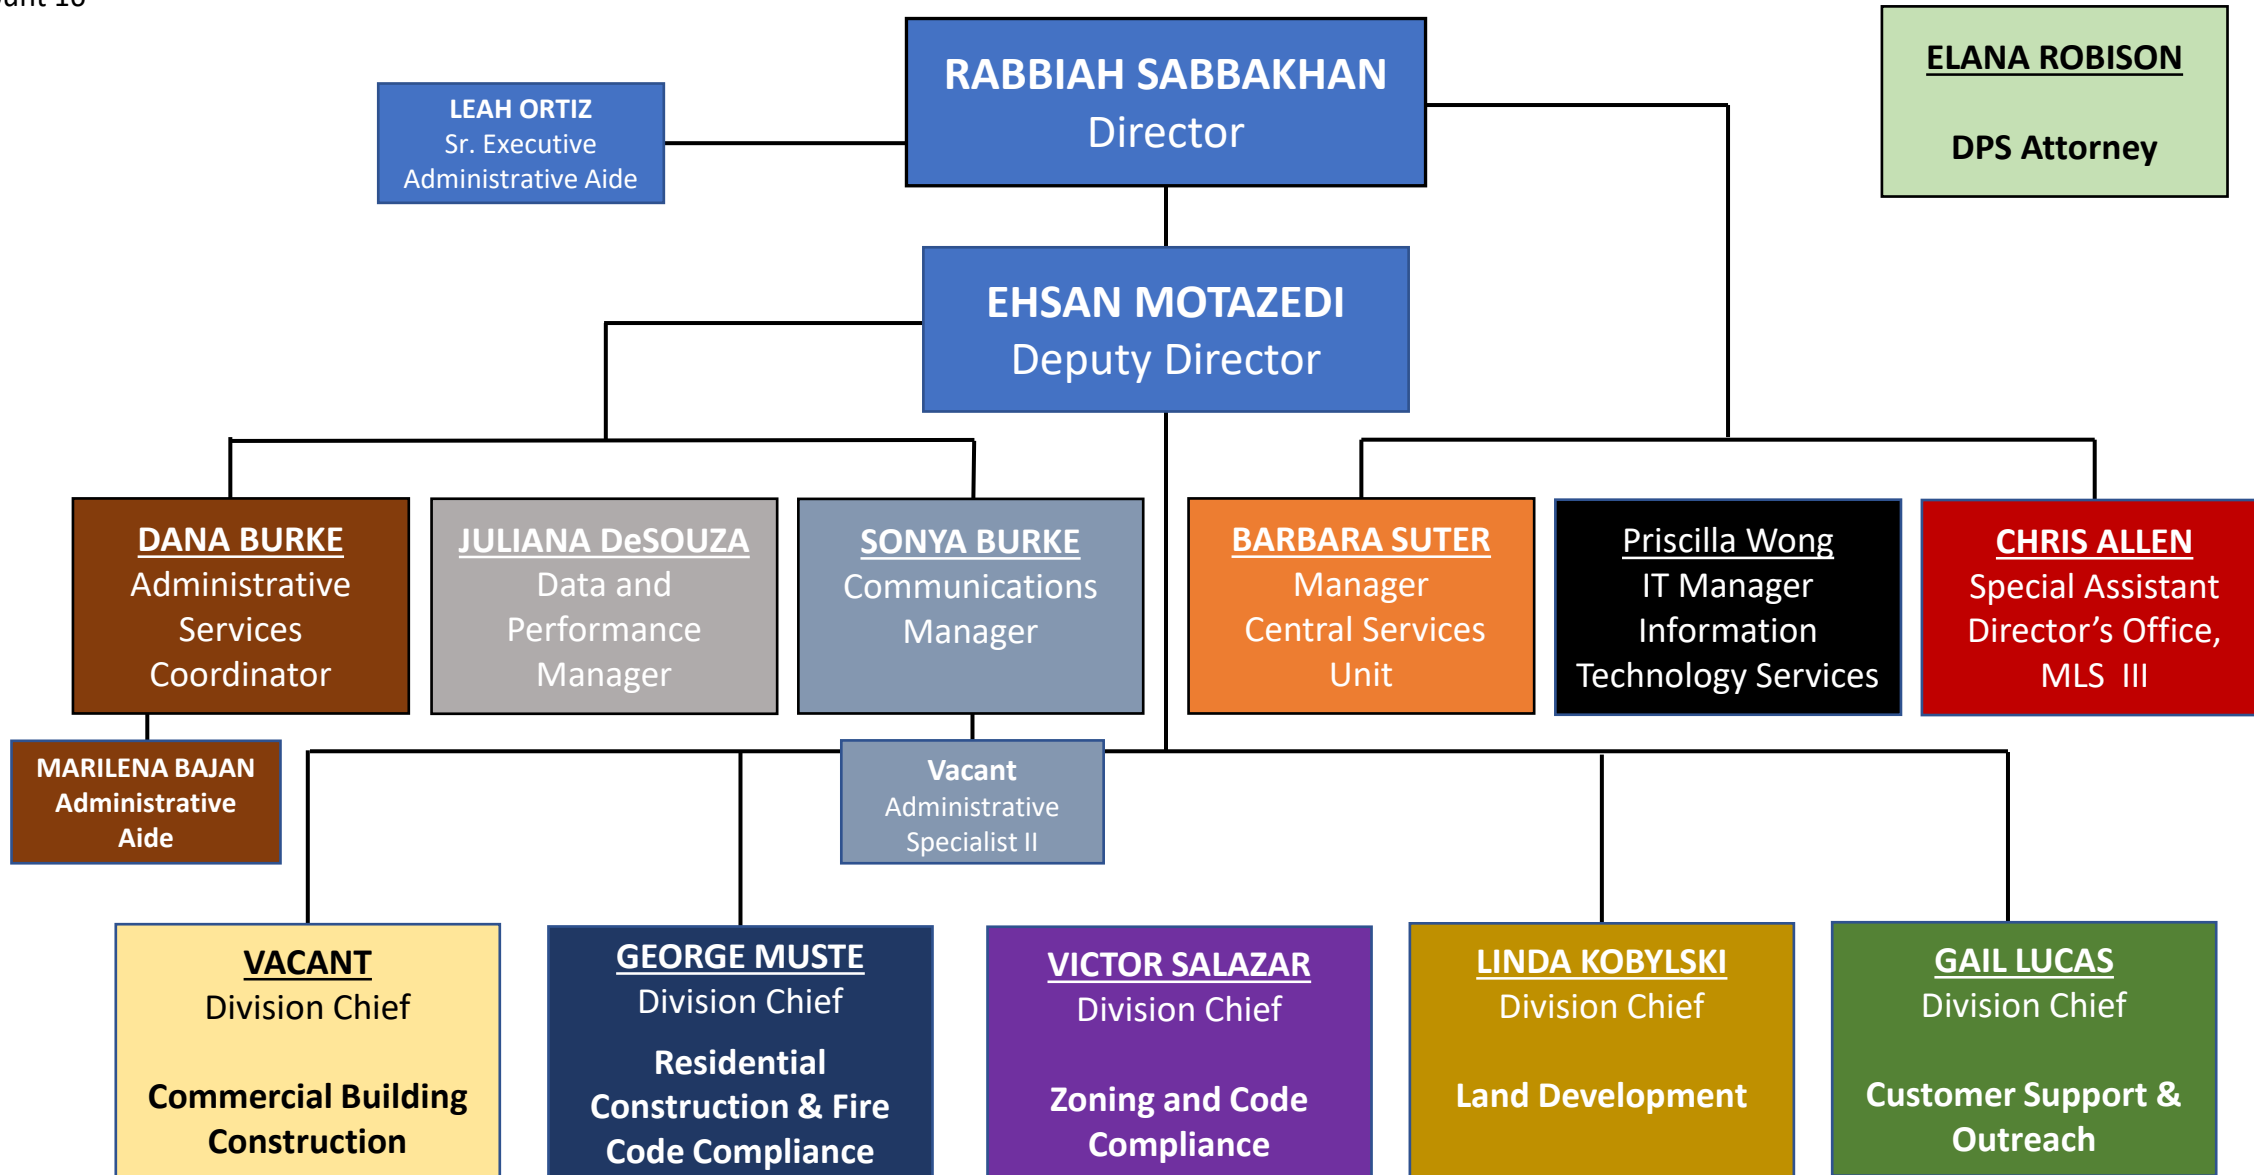 RABBIAH SABBAKHAN
Director
ELANA ROBISON
DPS Attorney
LEAH ORTIZ
Sr. Executive
Administrative Aide
EHSAN MOTAZEDI
Deputy Director
DANA BURKE
Administrative
Services
Coordinator
JULIANA DeSOUZA
Data and
Performance
Manager
SONYA BURKE
Communications
Manager
BARBARA SUTER
Manager
Central Services
Unit
Priscilla Wong
IT Manager
Information
Technology Services
CHRIS ALLEN
Special Assistant
Director’s Office,
MLS III
MARILENA BAJAN
Administrative
Aide
Vacant
Administrative
Specialist II
VACANT
Division Chief
Commercial Building
Construction
GEORGE MUSTE
Division Chief
Residential
Construction & Fire
Code Compliance
VICTOR SALAZAR
Division Chief
Zoning and Code
Compliance
LINDA KOBYLSKI
Division Chief
Land Development
GAIL LUCAS
Division Chief
Customer Support &
Outreach